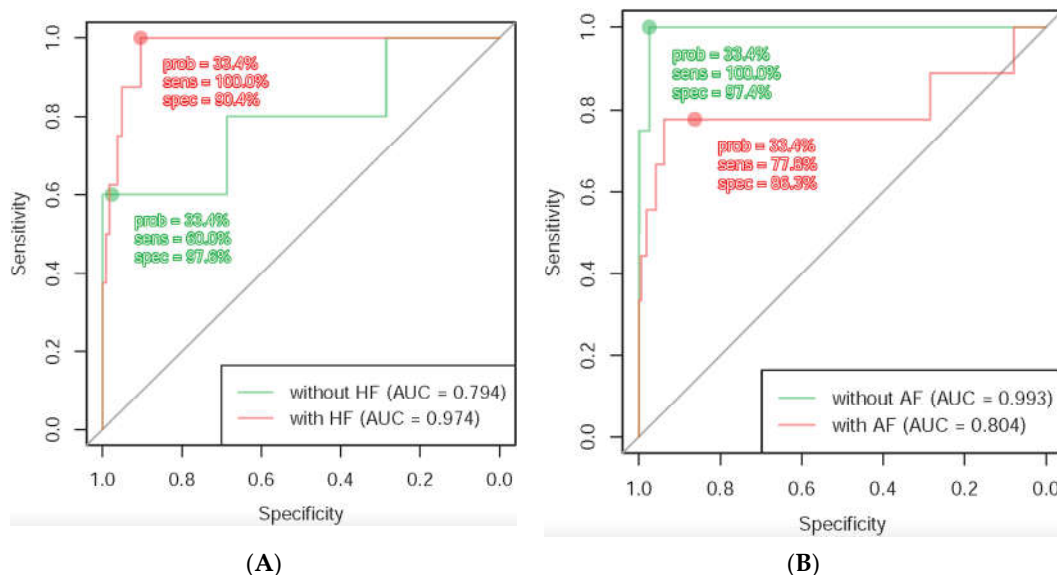 1.0
0.8
0.6
0.4
0.2
0.0
Sensitivity
prob = 33.4%
sens = 100.0%
spec = 90.4%
prob = 33.4%
sens = 60.0%
spec = 97.6%
without HF (AUC = 0.794)
with HF (AUC = 0.974)
1.0 0.8 0.6 0.4 0.2 0.0
Specificity
(A)
1.0
0.8
0.6
0.4
0.2
0.0
Sensitivity
prob = 33.4%
sens = 100.0%
spec = 97.4%
prob = 33.4%
sens = 77.8%
spec = 86.3%
without AF (AUC = 0.993)
with AF (AUC = 0.804)
1.0 0.8 0.6 0.4 0.2 0.0
Specificity
(B)